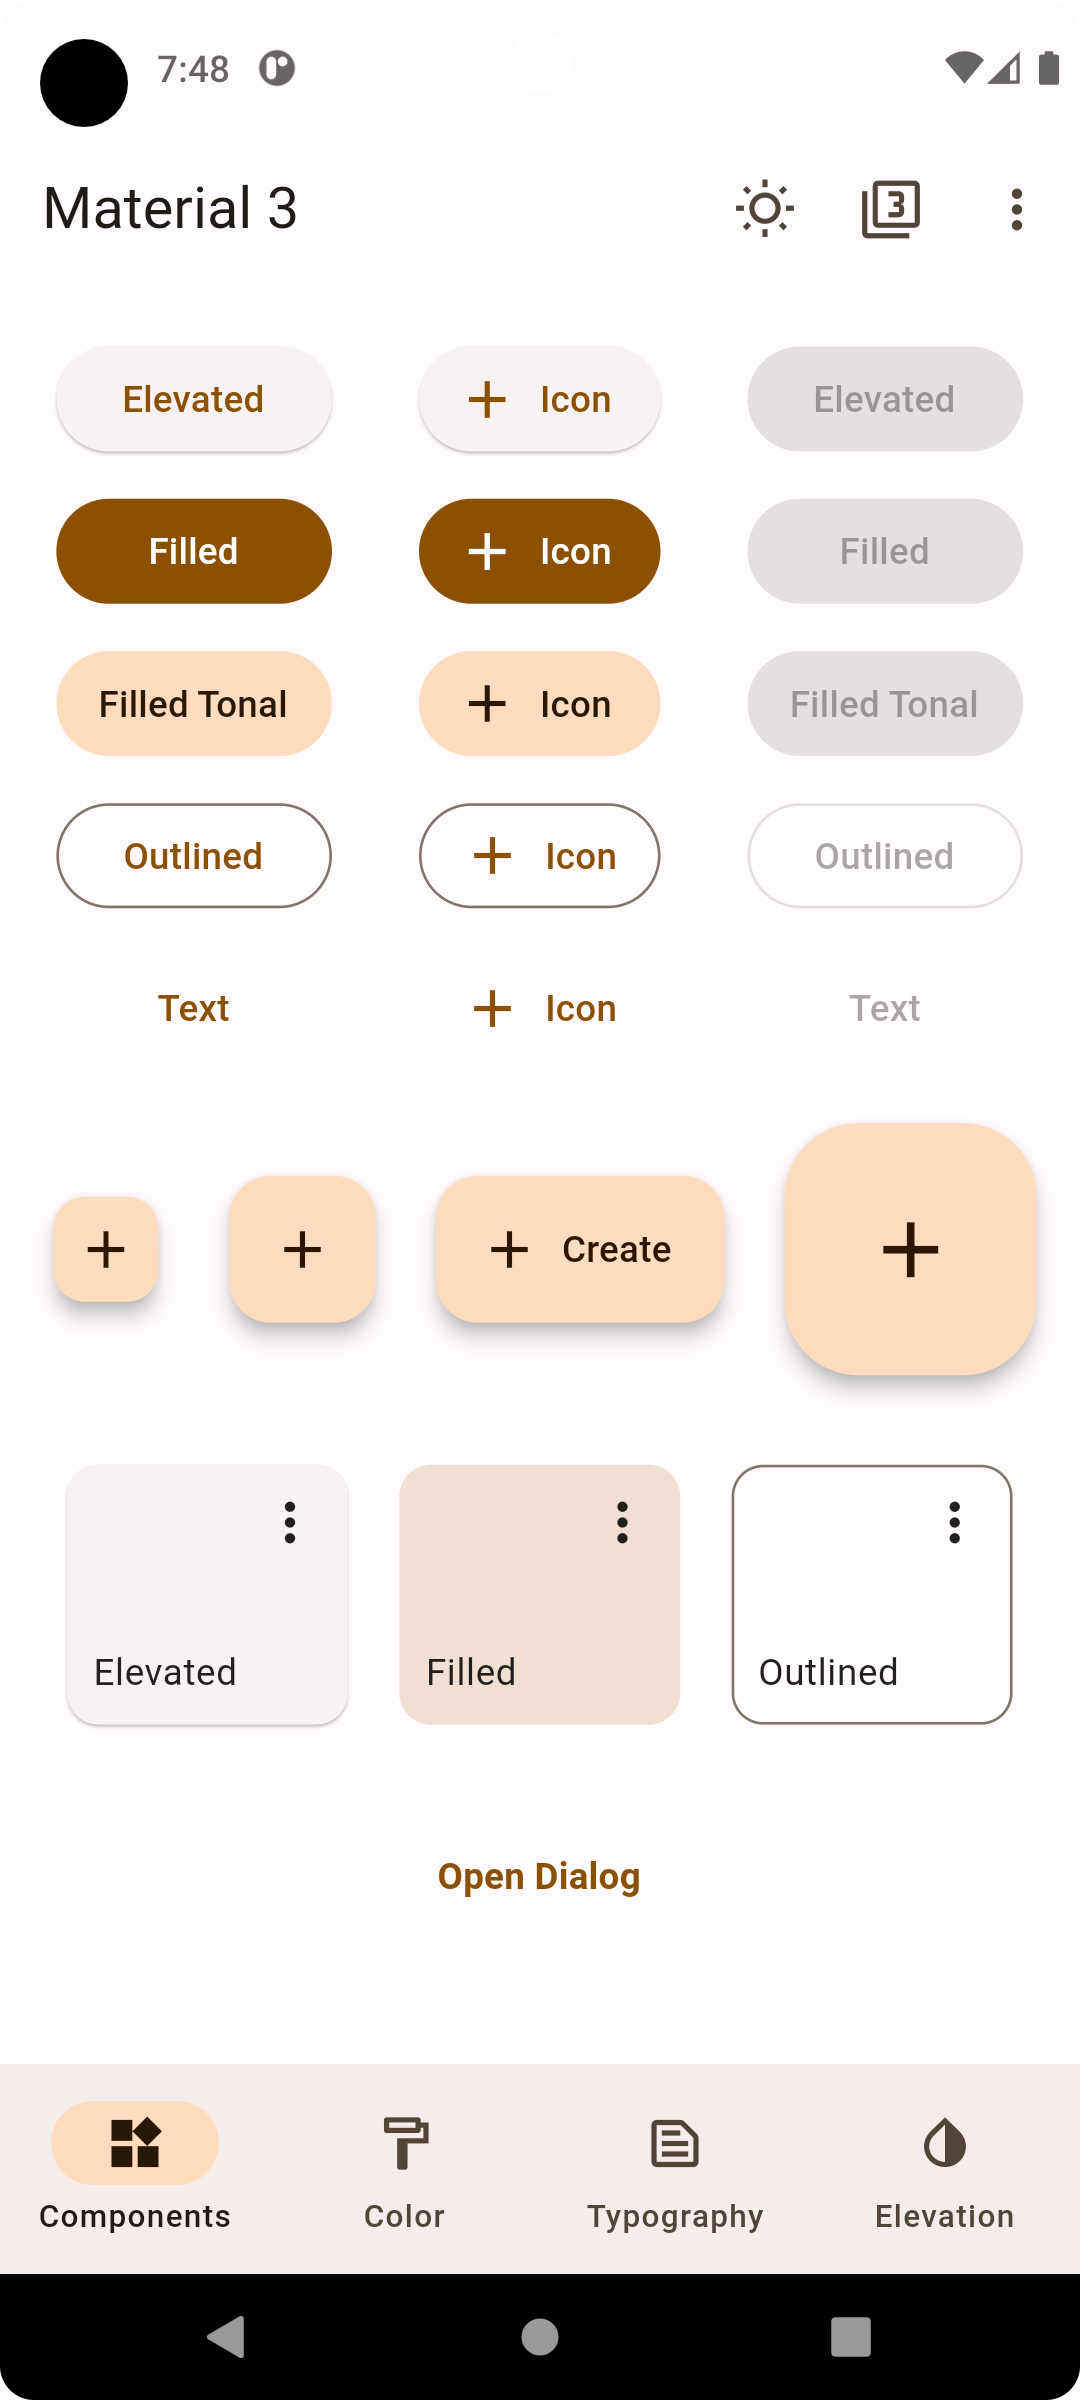 7:48
Material 3
3
Elevated Icon Elevated
Filled Icon Filled
Filled Tonal Icon Filled Tonal
Outlined Icon Outlined
Text Icon Text
Create
Elevated Filled Outlined
Open Dialog
Components Color Typography Elevation